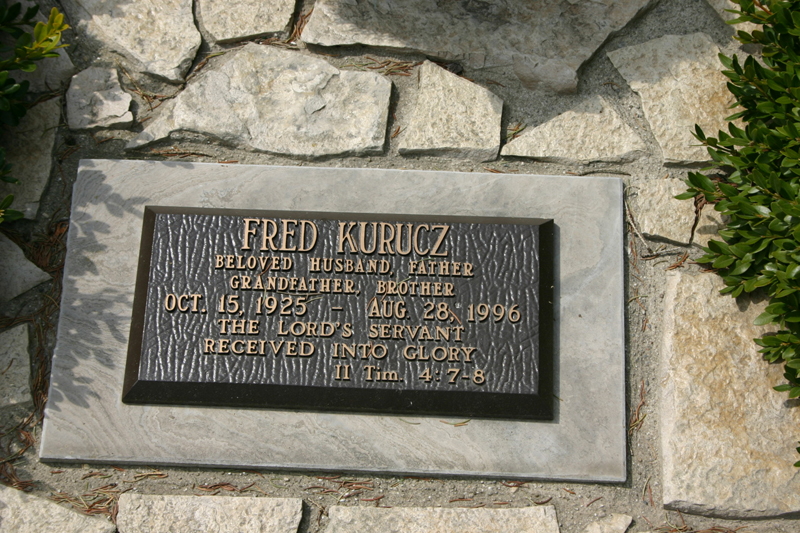 FRED KURUCZ
BELOVED HUSBAND, FATHER
GRANDFATHER, BROTHER
OCT. 15, 1925 – AUG. 28, 1996
THE LORD'S SERVANT
RECEIVED INTO GLORY
II Tim. 4:7-8